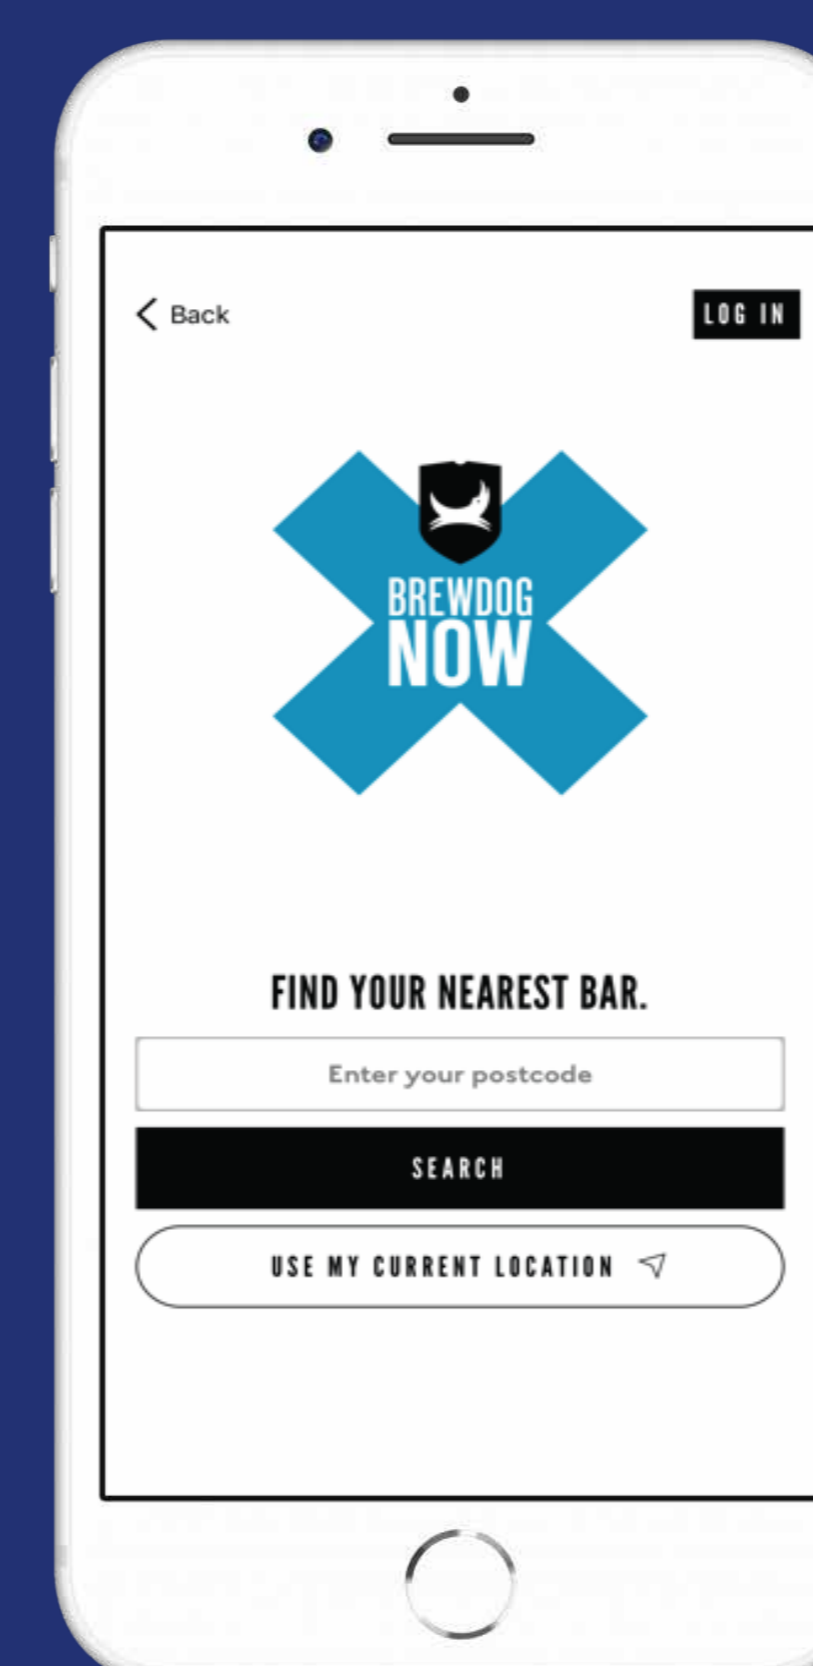 Back
LOG IN
BREWDOG
NOW
FIND YOUR NEAREST BAR.
Enter your postcode
SEARCH
USE MY CURRENT LOCATION